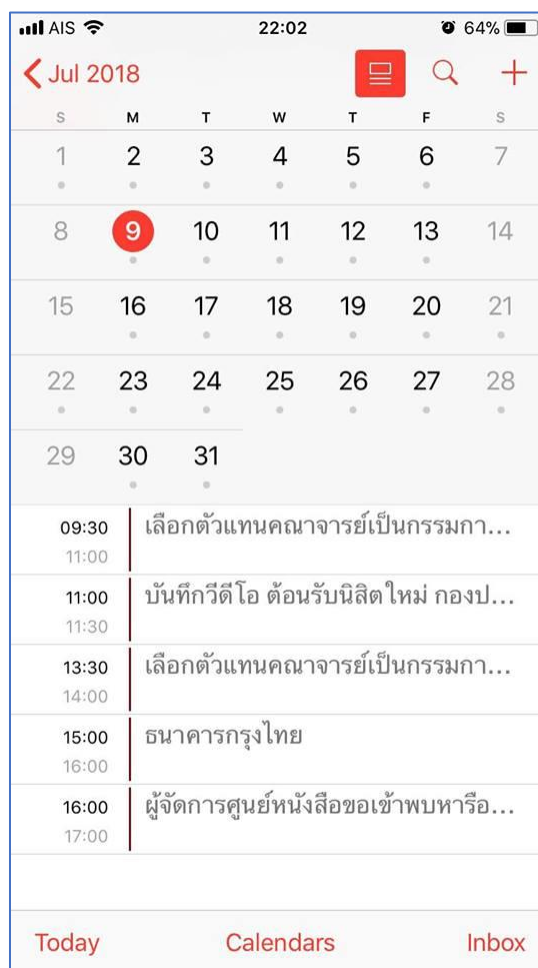 AIS 22:02 64%
Jul 2018
S M T W T F S
1 2 3 4 5 6 7
8 9 10 11 12 13 14
15 16 17 18 19 20 21
22 23 24 25 26 27 28
29 30 31
09:30 เลือกตัวแทนคณาจารย์เป็นกรรมกา...
11:00
11:00 บันทึกวีดีโอ ต้อนรับนิสิตใหม่ กองป...
11:30
13:30 เลือกตัวแทนคณาจารย์เป็นกรรมกา...
14:00
15:00 ธนาคารกรุงไทย
16:00
16:00 ผู้จัดการศูนย์หนังสือขอเข้าพบหารือ...
17:00
Today Calendars Inbox